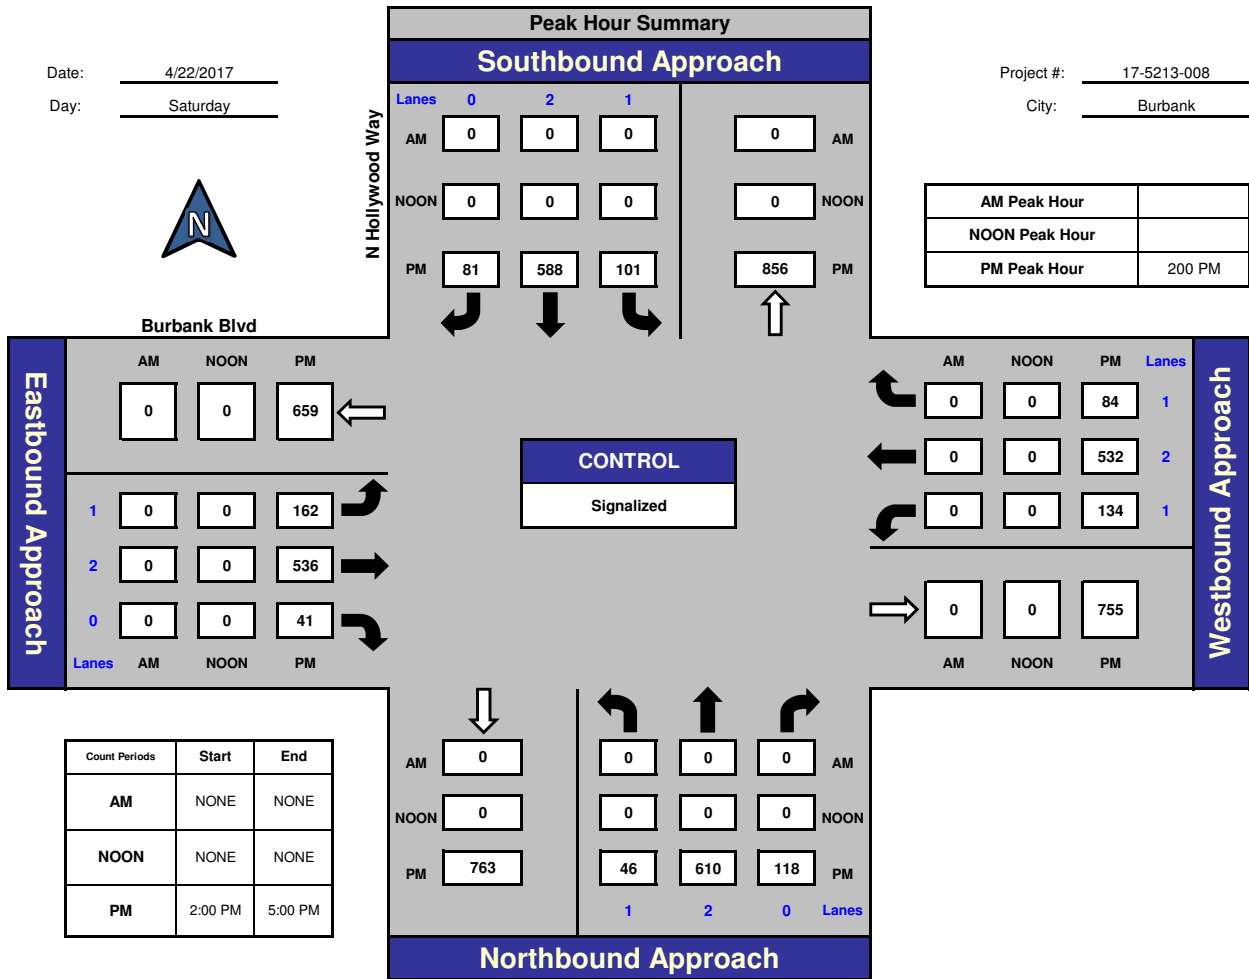 Peak Hour Summary
Southbound Approach
Date: 4/22/2017
Day: Saturday
Project #: 17-5213-008
City: Burbank
N
N Hollywood Way
Lanes 0 2 1
AM 0 0 0 0 AM
NOON 0 0 0 0 NOON
PM 81 588 101 856 PM
AM Peak Hour
NOON Peak Hour
PM Peak Hour 200 PM
Burbank Blvd
Eastbound Approach
AM NOON PM
0 0 659
1 0 0 162
2 0 0 536
0 0 0 41
Lanes AM NOON PM
CONTROL
Signalized
AM NOON PM Lanes
0 0 84 1
0 0 532 2
0 0 134 1
0 0 755
AM NOON PM
Westbound Approach
Count Periods Start End
AM NONE NONE
NOON NONE NONE
PM 2:00 PM 5:00 PM
AM 0 0 0 0 AM
NOON 0 0 0 0 NOON
PM 763 46 610 118 PM
1 2 0 Lanes
Northbound Approach